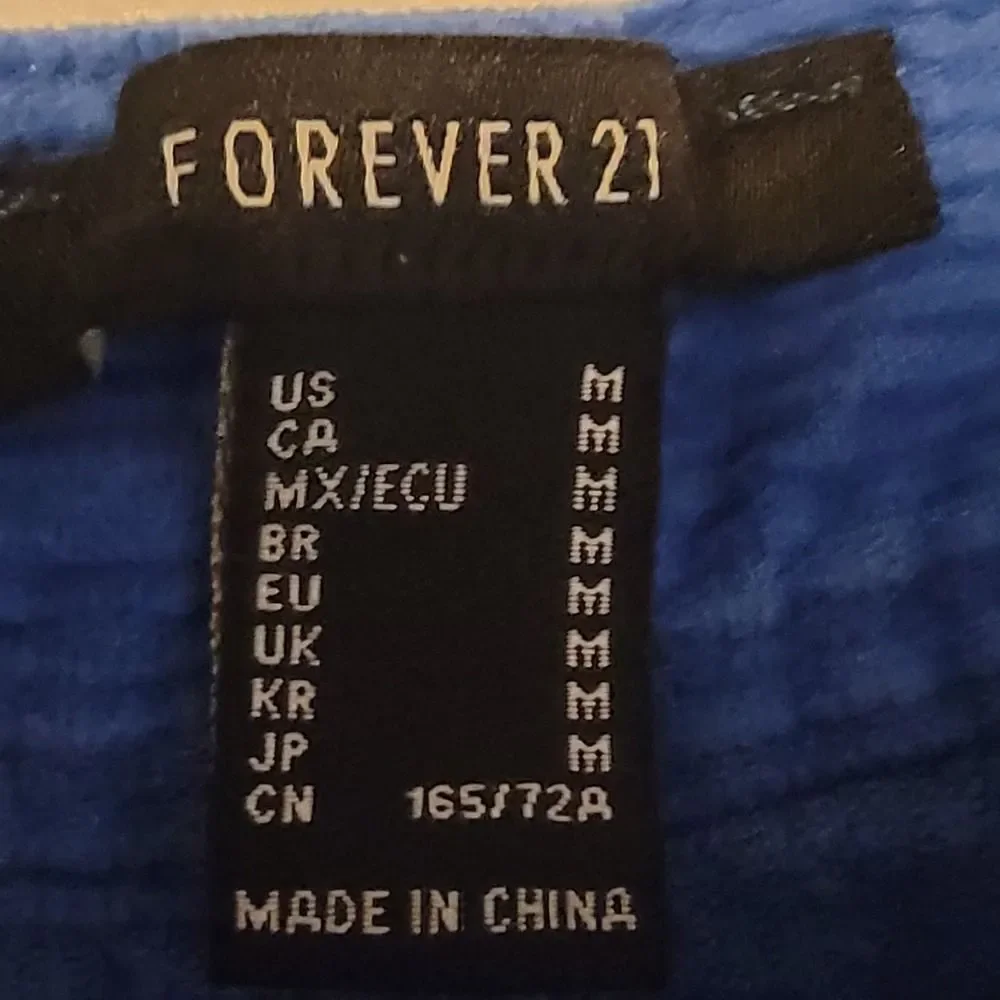 FOREVER 21
US M
CA M
MX/ECU M
BR M
EU M
UK M
KR M
JP M
CN 165/72A
MADE IN CHINA